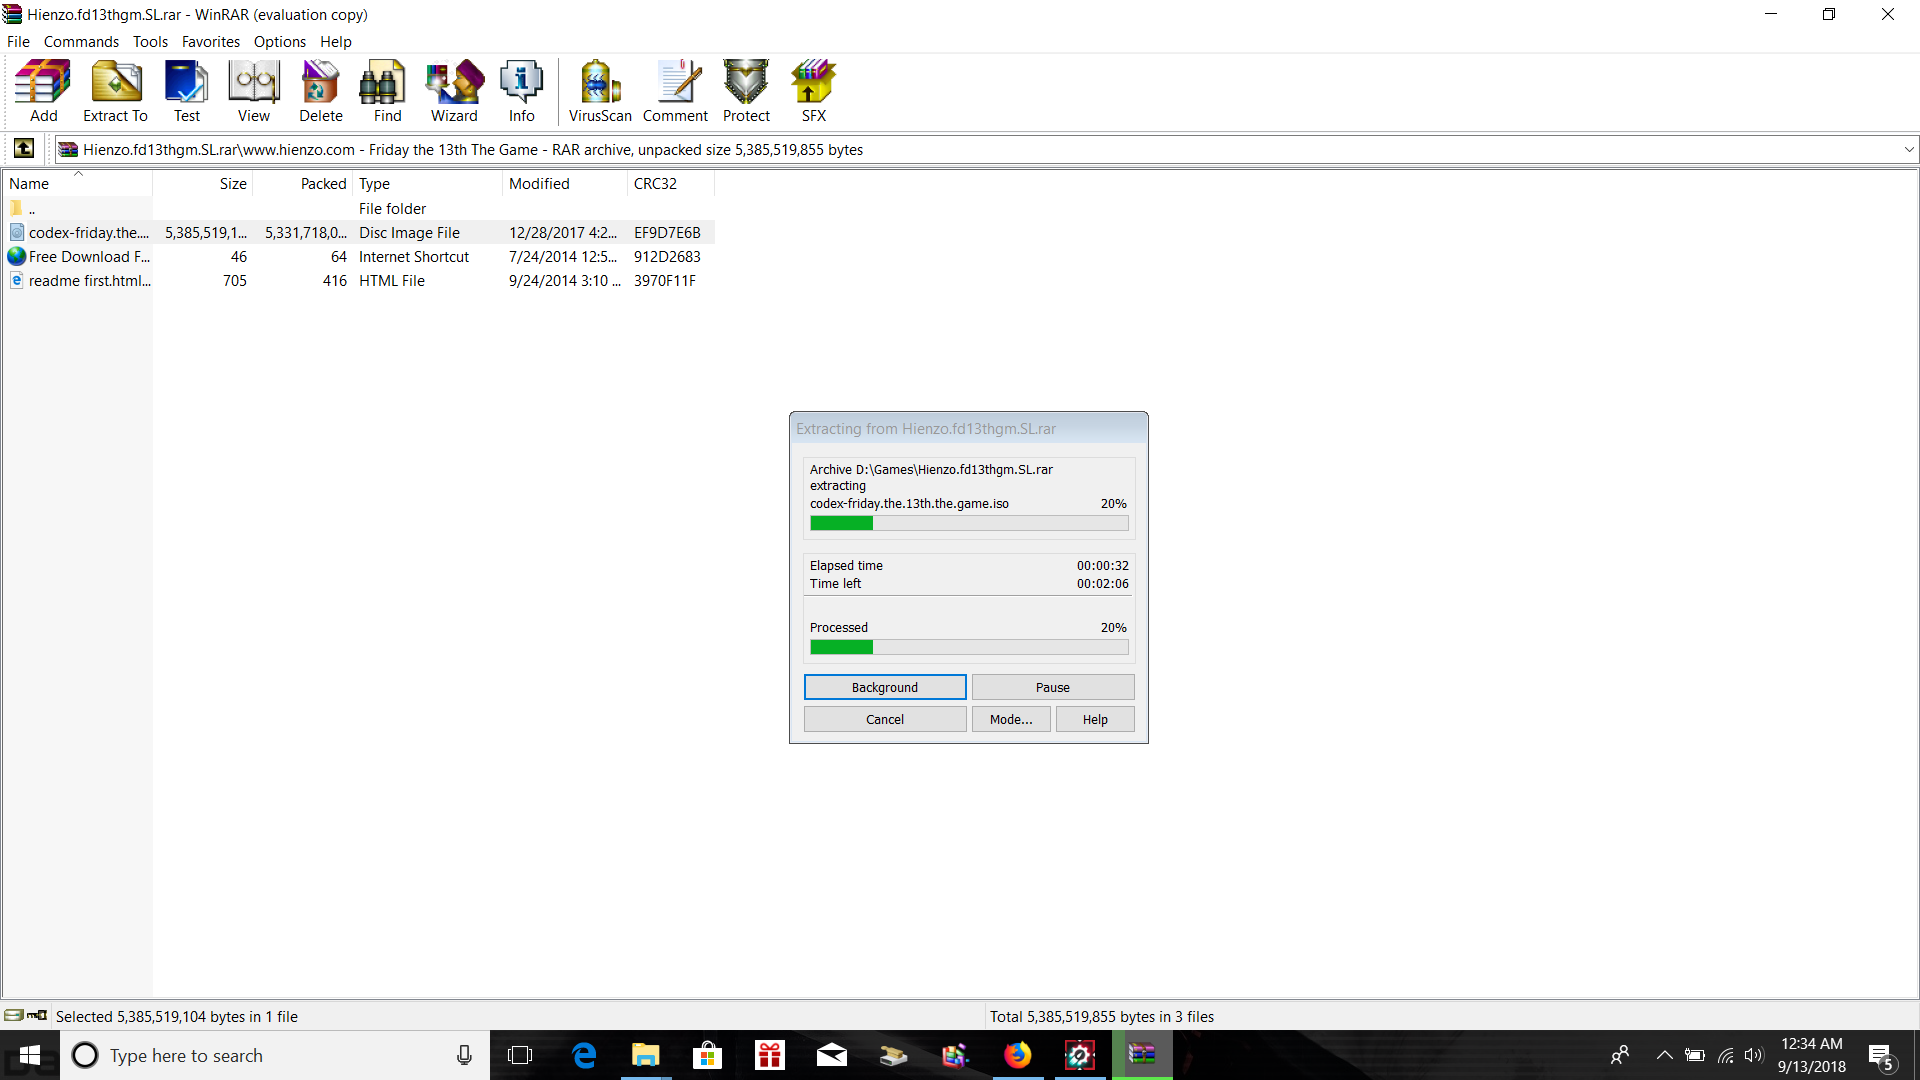 Hienzo.fd13thgm.SL.rar - WinRAR (evaluation copy)
File Commands Tools Favorites Options Help
Add Extract To Test View Delete Find Wizard Info VirusScan Comment Protect SFX
Hienzo.fd13thgm.SL.rar\www.hienzo.com - Friday the 13th The Game - RAR archive, unpacked size 5,385,519,855 bytes
Name Size Packed Type Modified CRC32
.. File folder
codex-friday.the.... 5,385,519,1... 5,331,718,0... Disc Image File 12/28/2017 4:2... EF9D7E6B
Free Download F... 46 64 Internet Shortcut 7/24/2014 12:5... 912D2683
readme first.html... 705 416 HTML File 9/24/2014 3:10 ... 3970F11F
Extracting from Hienzo.fd13thgm.SL.rar
Archive D:\Games\Hienzo.fd13thgm.SL.rar
extracting
codex-friday.the.13th.the.game.iso 20%
Elapsed time 00:00:32
Time left 00:02:06
Processed 20%
Background Pause
Cancel Mode... Help
Selected 5,385,519,104 bytes in 1 file
Total 5,385,519,855 bytes in 3 files
Type here to search
12:34 AM
9/13/2018
5